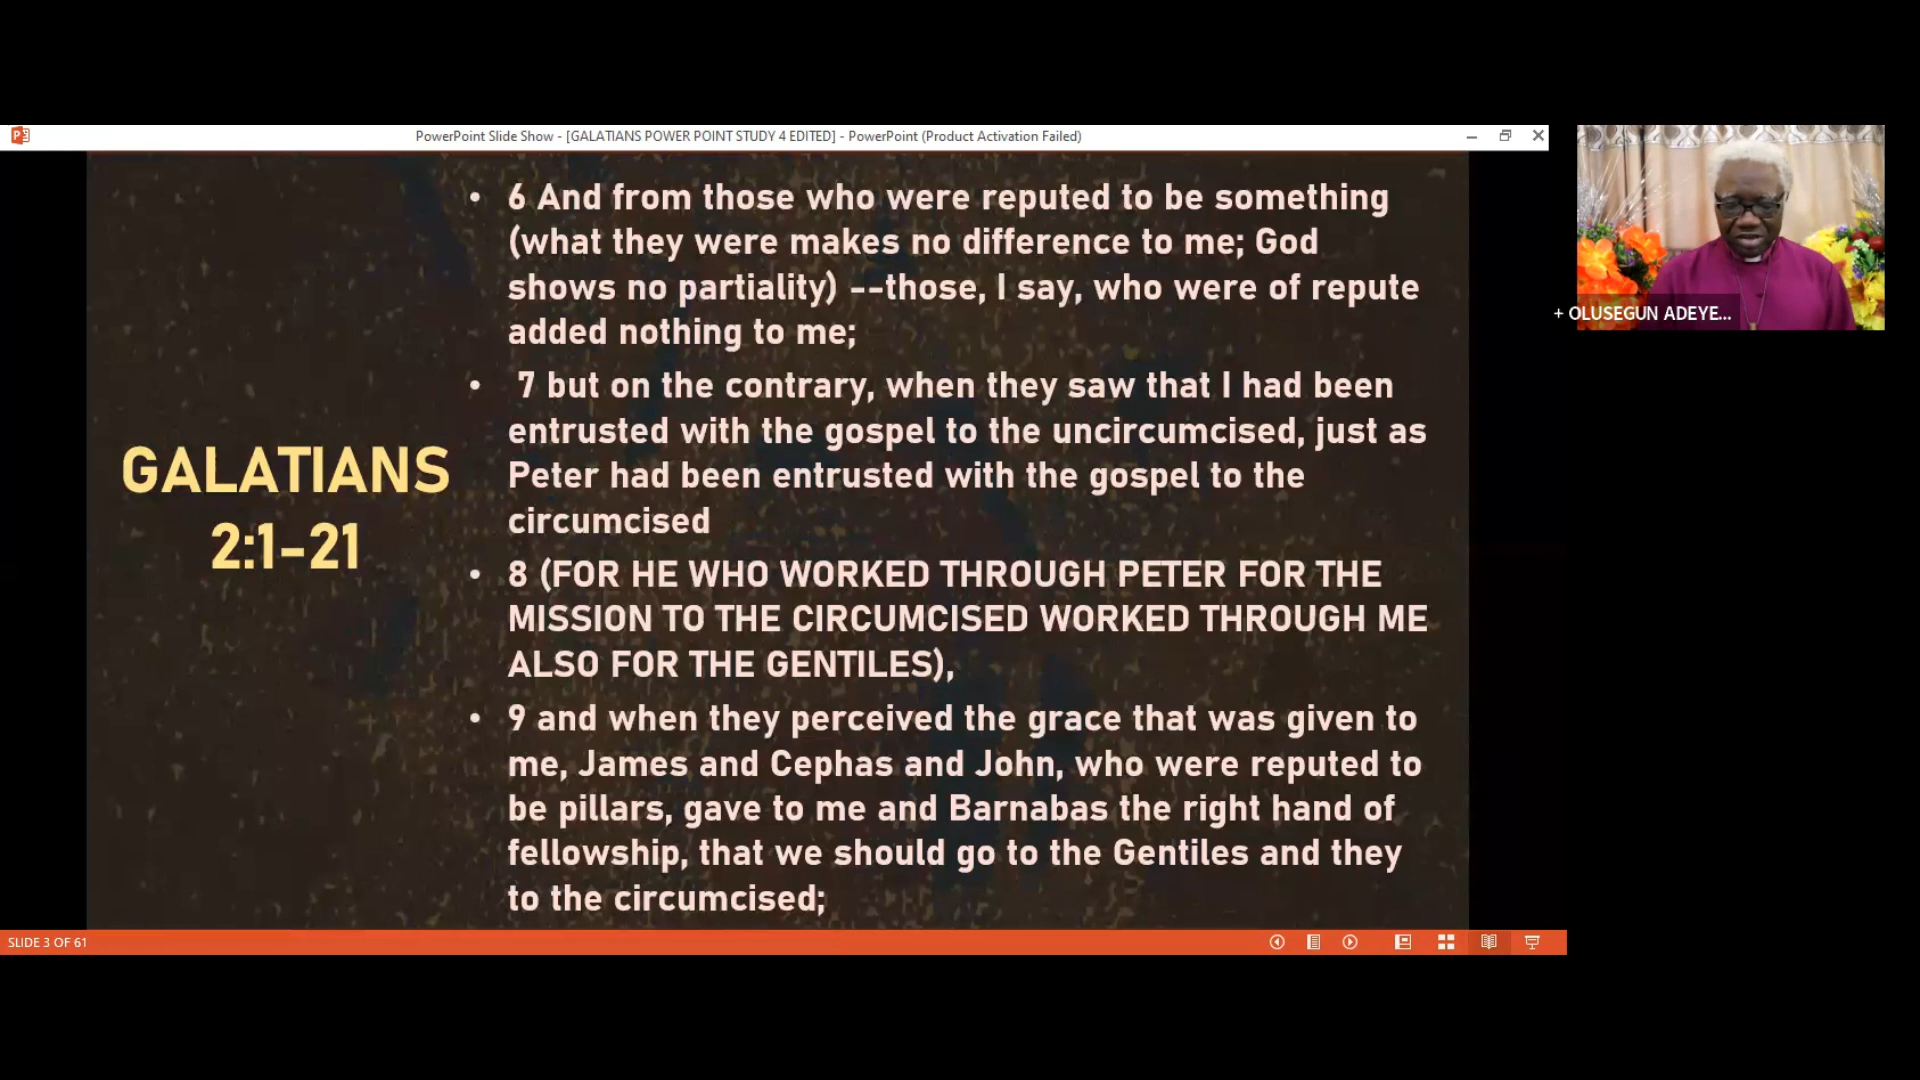 PowerPoint Slide Show - [GALATIANS POWER POINT STUDY 4 EDITED] - PowerPoint (Product Activation Failed)
GALATIANS
2:1-21
• 6 And from those who were reputed to be something
(what they were makes no difference to me; God
shows no partiality) --those, I say, who were of repute
added nothing to me;
• 7 but on the contrary, when they saw that I had been
entrusted with the gospel to the uncircumcised, just as
Peter had been entrusted with the gospel to the
circumcised
• 8 (FOR HE WHO WORKED THROUGH PETER FOR THE
MISSION TO THE CIRCUMCISED WORKED THROUGH ME
ALSO FOR THE GENTILES),
• 9 and when they perceived the grace that was given to
me, James and Cephas and John, who were reputed to
be pillars, gave to me and Barnabas the right hand of
fellowship, that we should go to the Gentiles and they
to the circumcised;
+ OLUSEGUN ADEYE...
SLIDE 3 OF 61